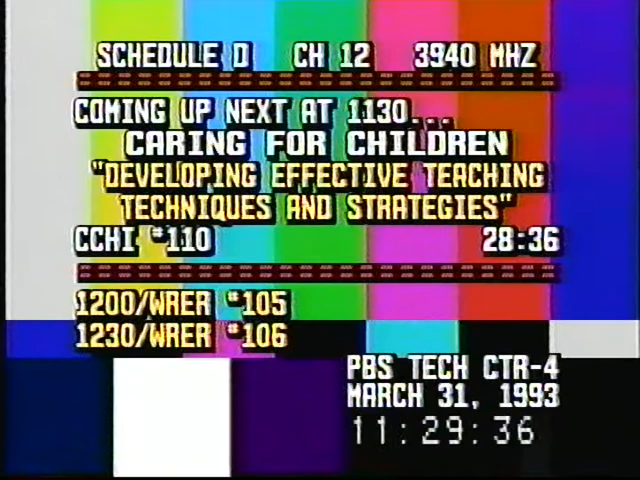 SCHEDULE D CH 12 3940 MHZ
COMING UP NEXT AT 1130...
CARING FOR CHILDREN
"DEVELOPING EFFECTIVE TEACHING
TECHNIQUES AND STRATEGIES"
CCHI #110 28:36
1200/WRER #105
1230/WRER #106
PBS TECH CTR-4
MARCH 31, 1993
11:29:36